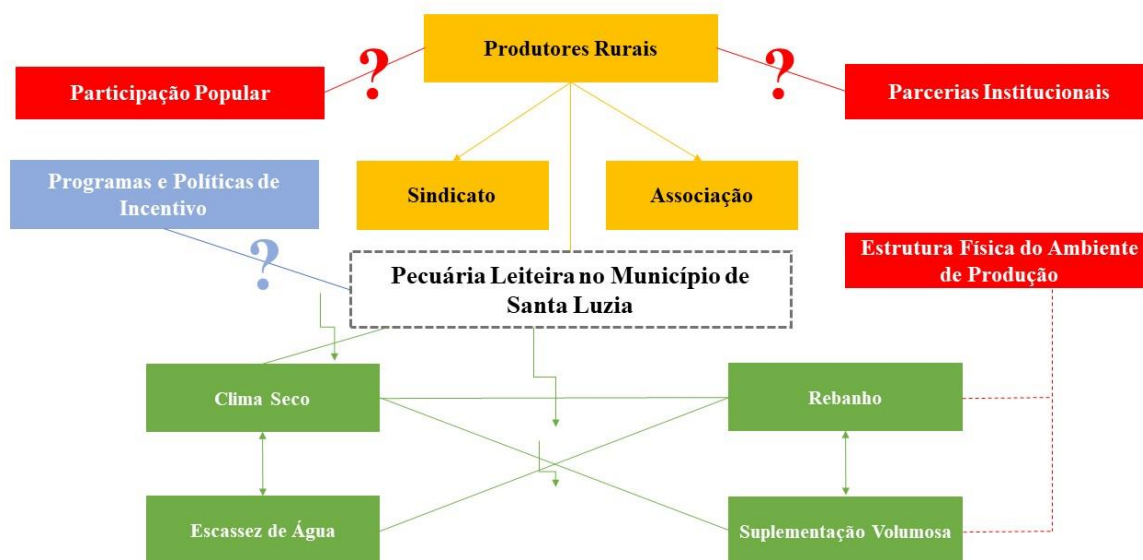 Produtores Rurais
Participação Popular
?
?
Parcerias Institucionais
Programas e Políticas de
Incentivo
Sindicato
Associação
?
Estrutura Física do Ambiente
de Produção
Pecuária Leiteira no Município de
Santa Luzia
Clima Seco
Rebanho
Escassez de Água
Suplementação Volumosa